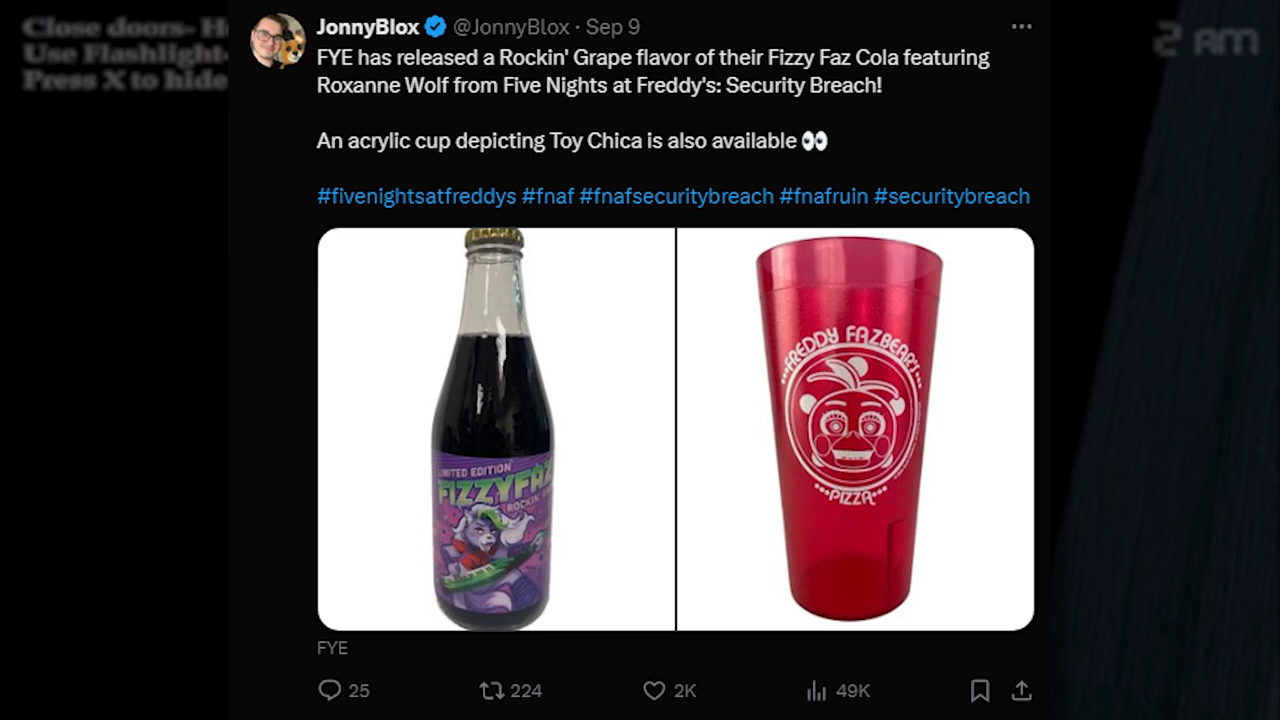 Close doors- H
Use Flashlight-
Press X to hide
2 AM
JonnyBlox @JonnyBlox · Sep 9
FYE has released a Rockin' Grape flavor of their Fizzy Faz Cola featuring
Roxanne Wolf from Five Nights at Freddy's: Security Breach!
An acrylic cup depicting Toy Chica is also available 👀
#fivenightsatfreddys #fnaf #fnafsecuritybreach #fnafruin #securitybreach
LIMITED EDITION
FIZZYFAZ
ROCKIN'
•••FREDDY FAZBEAR'S•••
•••PIZZA•••
FYE
25 224 2K 49K